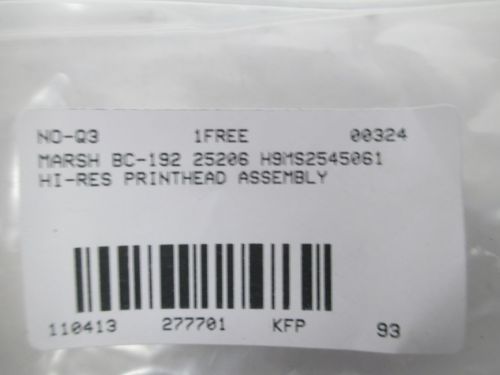 NO-Q3 1FREE 00324
MARSH BC-192 25206 H9MS2545061
HI-RES PRINTHEAD ASSEMBLY
110413 277701 KFP 93